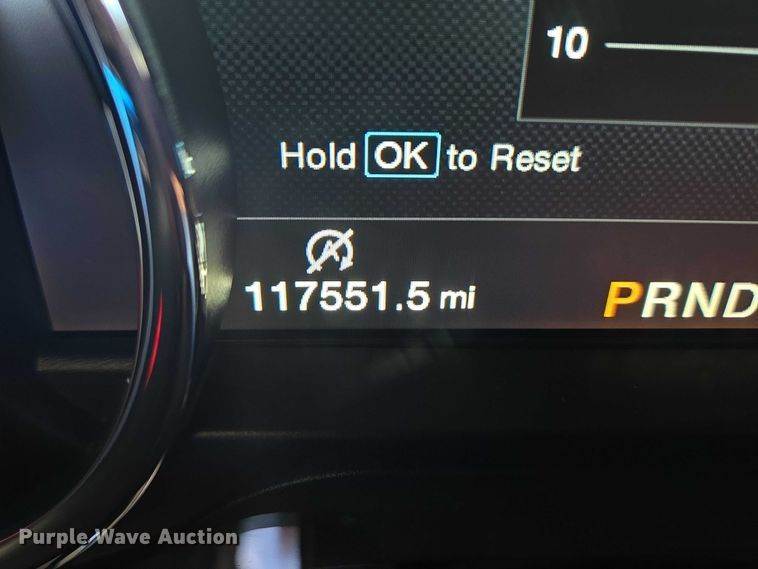 10
Hold OK to Reset
A
117551.5 mi
PRND
Purple Wave Auction